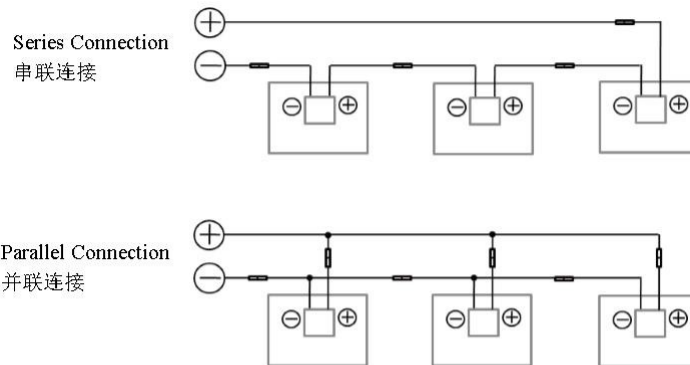 Series Connection
串联连接
Parallel Connection
并联连接